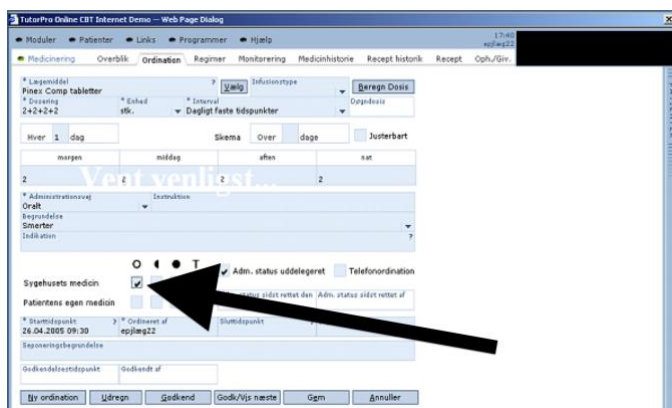 TutorPro Online CBT Internet Demo -- Web Page Dialog
Moduler Patienter Links Programmer Hjælp
17:40
epjlæg22
Medicinering Overblik Ordination Regimer Monitorering Medicinhistorie Recept historik Recept Oph./Giv.
* Lægemiddel ? Vælg Infusionstype Beregn Dosis
Pinex Comp tabletter
* Dosering * Enhed * Interval Døgndosis
2+2+2+2 stk. Dagligt faste tidspunkter
Hver 1 dag Skema Over dage Justerbart
morgen middag aften nat
2 2 2 2
Vent venligst...
* Administrationsvej Instruktion
Oralt
Begrundelse
Smerter
Indikation ?
T
Adm. status uddelegeret Telefonordination
Sygehusets medicin
status sidst rettet den Adm. status sidst rettet af
Patientens egen medicin
* Starttidspunkt ? * Ordineret af Sluttidspunkt
26.04.2005 09:30 epjlæg22
Seponeringsbegrundelse
Godkendelsestidspunkt Godkendt af
Ny ordination Udregn Godkend Godk/Vjs næste Gem Annuller